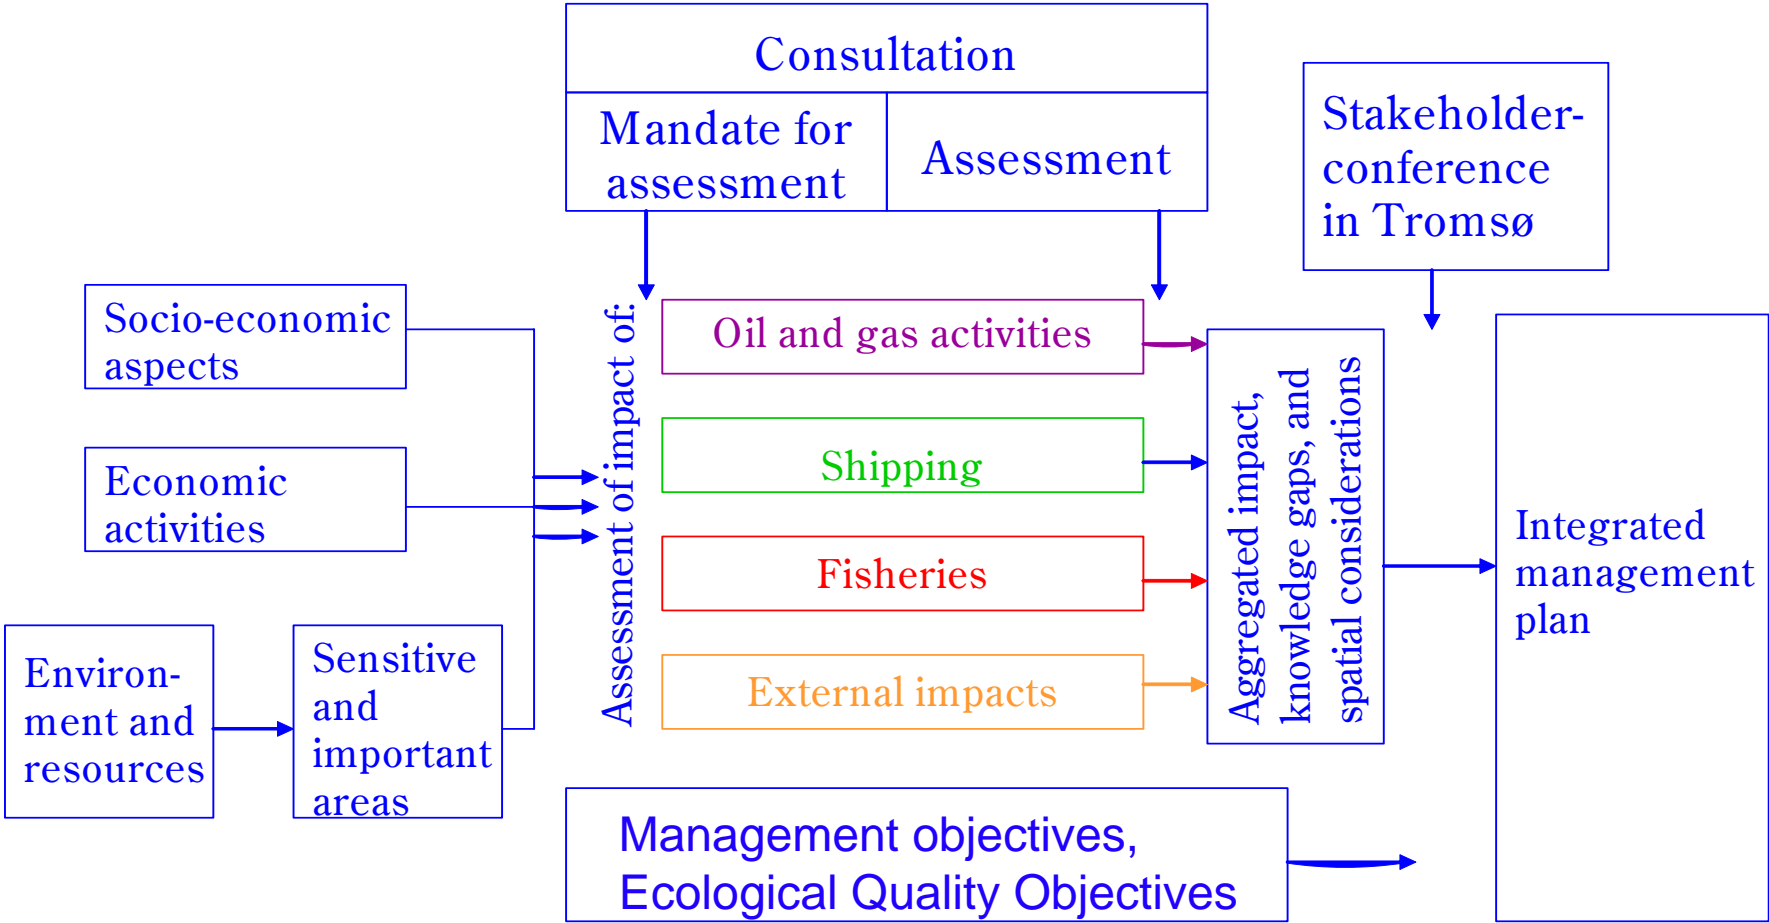 Consultation
Mandate for
assessment
Assessment
Stakeholder-
conference
in Tromsø
Socio-economic
aspects
Economic
activities
Environ-
ment and
resources
Sensitive
and
important
areas
Assessment of impact of:
Oil and gas activities
Shipping
Fisheries
External impacts
Aggregated impact,
knowledge gaps, and
spatial considerations
Integrated
management
plan
Management objectives,
Ecological Quality Objectives